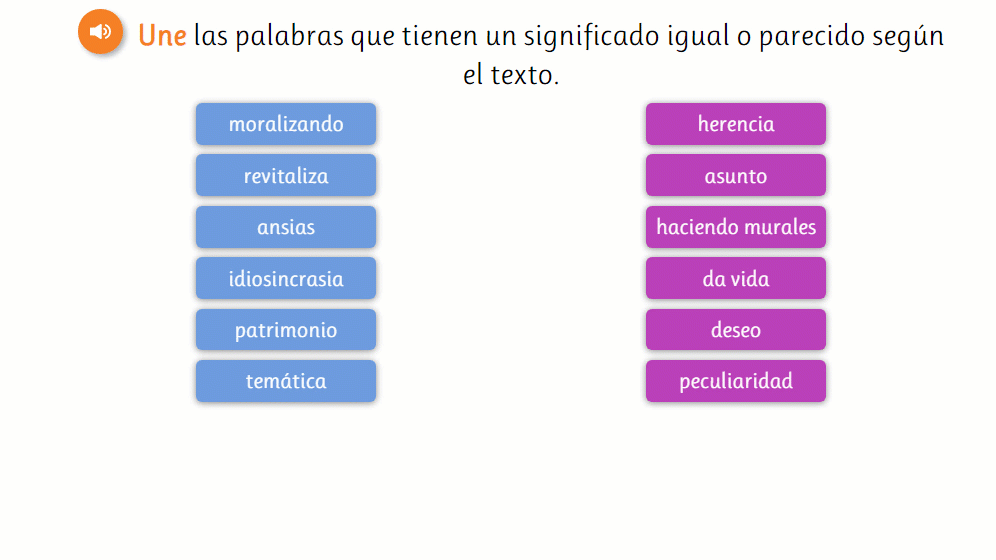 Une las palabras que tienen un significado igual o parecido según
el texto.
moralizando
herencia
revitaliza
asunto
ansias
haciendo murales
idiosincrasia
da vida
patrimonio
deseo
temática
peculiaridad